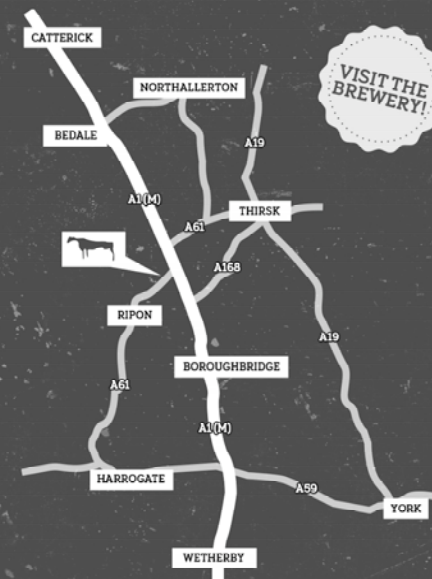 CATTERICK
VISIT THE
BREWERY!
NORTHALLERTON
BEDALE
A19
A1(M)
THIRSK
A61
A168
RIPON
A19
BOROUGHBRIDGE
A61
A1(M)
HARROGATE
A59
YORK
WETHERBY